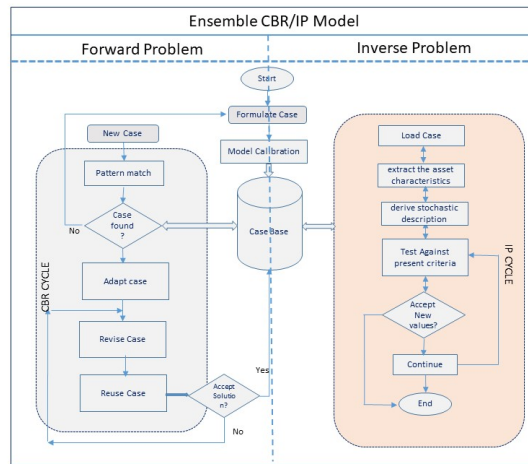 Ensemble CBR/IP Model
Forward Problem
Inverse Problem
Start
Formulate Case
Model Calibration
Case Base
New Case
Pattern match
Case
found
?
No
Adapt case
Revise Case
Reuse Case
CBR CYCLE
Accept
Solutio
n?
Yes
No
Load Case
extract the asset
characteristics
derive stochastic
description
Test Against
present criteria
Accept
New
values?
Continue
End
IP CYCLE